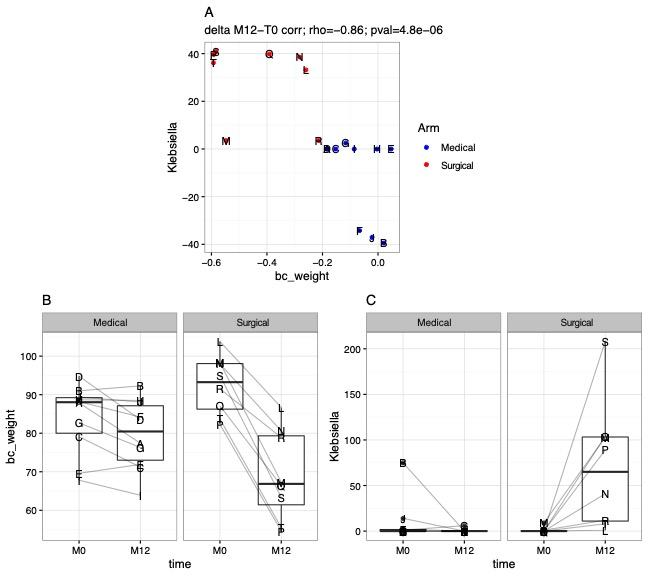 A
delta M12−T0 corr; rho=−0.86; pval=4.8e−06
40
20
0
−20
−40
Klebsiella
M
−0.6
−0.4
−0.2
0.0
bc_weight
Arm
Medical
Surgical
B
Medical
Surgical
100
90
80
70
60
bc_weight
D
B
G
C
E
B
F
A
G
I
L
M
S
R
O
L
N
R
S
M0
M12
M0
M12
time
C
Medical
Surgical
200
150
100
50
0
Klebsiella
S
P
N
R
L
M0
M12
M0
M12
time